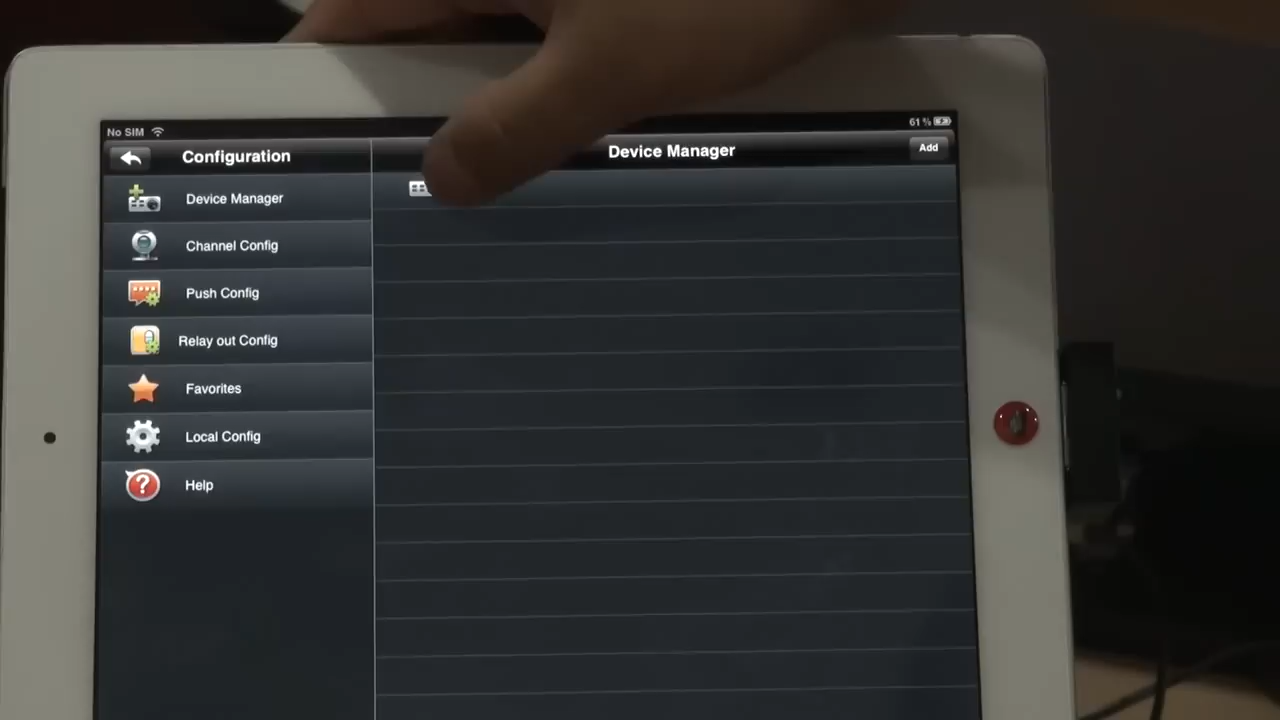 No SIM
61 %
Configuration
Device Manager
Add
Device Manager
Channel Config
Push Config
Relay out Config
Favorites
Local Config
Help